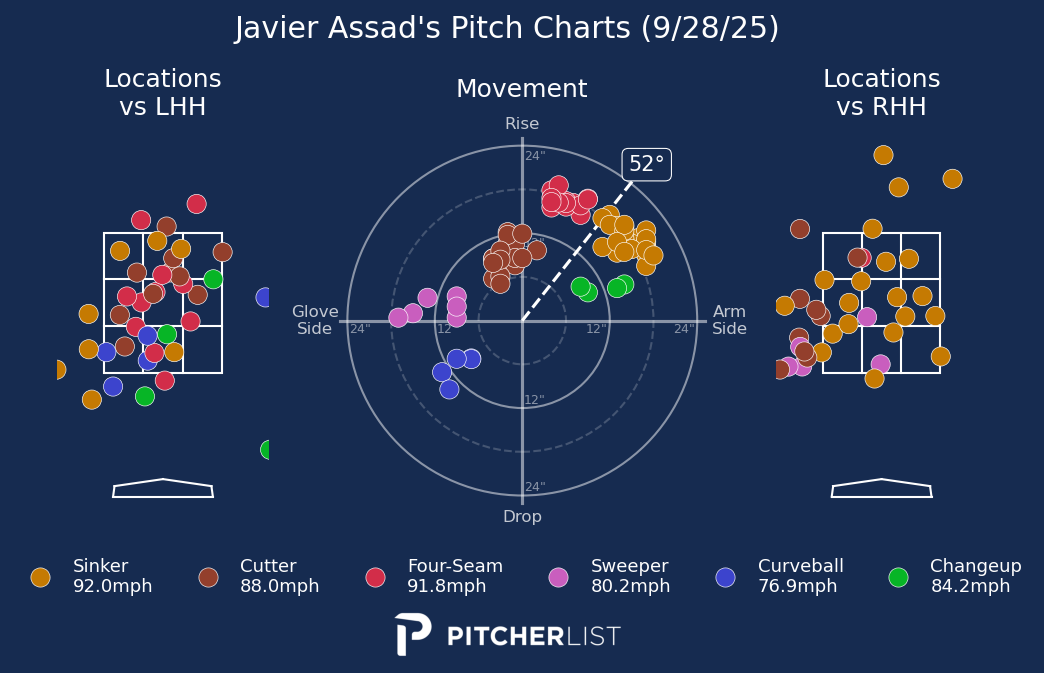 Javier Assad's Pitch Charts (9/28/25)
Locations
vs LHH
Movement
Locations
vs RHH
Rise
24"
52°
Glove
Side
24"
12"
24"
Arm
Side
12"
24"
Drop
Sinker
92.0mph
Cutter
88.0mph
Four-Seam
91.8mph
Sweeper
80.2mph
Curveball
76.9mph
Changeup
84.2mph
PITCHERLIST